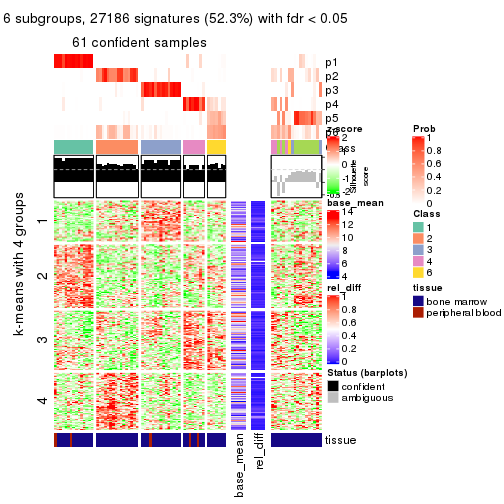 6 subgroups, 27186 signatures (52.3%) with fdr < 0.05
61 confident samples
p1
p2
p3
p4
p5
Class
Silhouette
score
k-means with 4 groups
1
2
3
4
base_mean
rel_diff
tissue
z-score
2
1
0
-1
-2
base_mean
14
12
10
8
6
4
rel_diff
1
0.8
0.6
0.4
0.2
0
Status (barplots)
confident
ambiguous
Prob
1
0.8
0.6
0.4
0.2
0
Class
1
2
3
4
6
tissue
bone marrow
peripheral blood